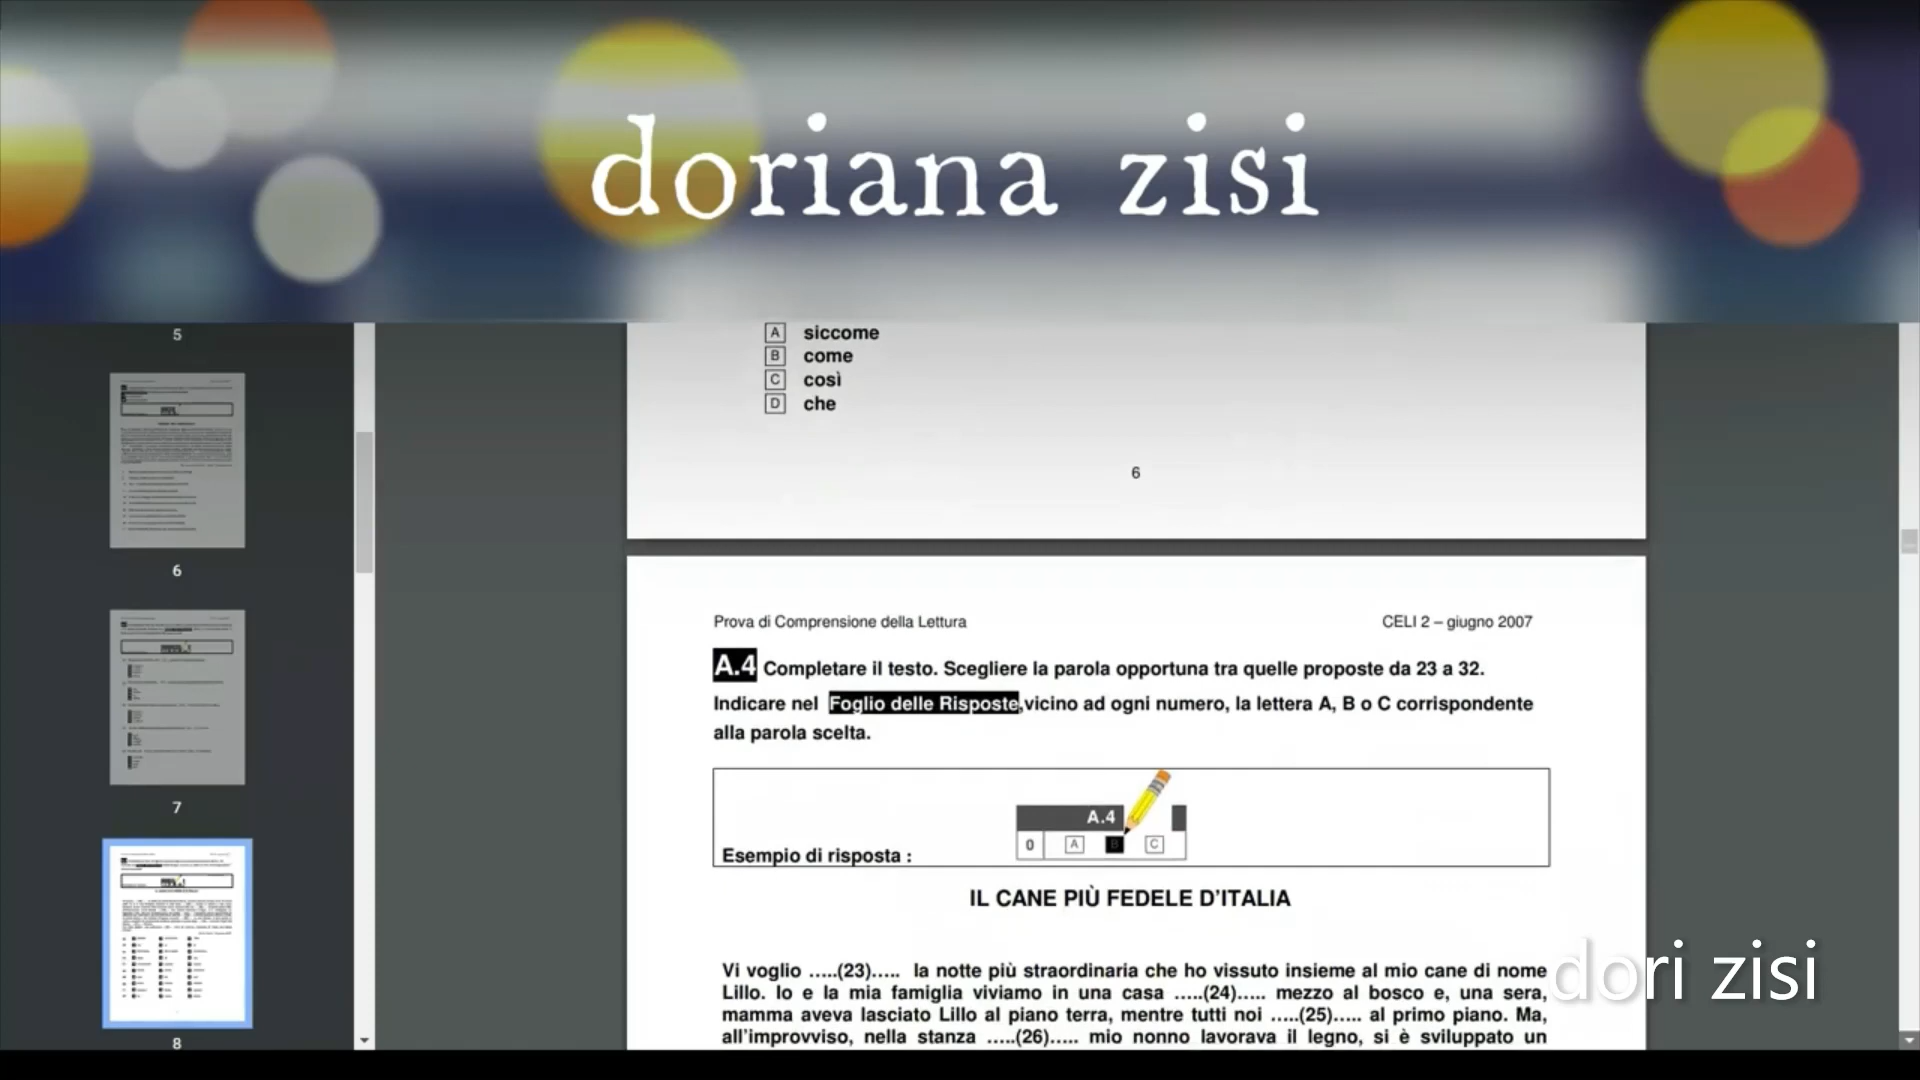 doriana zisi
5
6
7
8
A siccome
B come
C così
D che
6
Prova di Comprensione della Lettura CELI 2 – giugno 2007
A.4 Completare il testo. Scegliere la parola opportuna tra quelle proposte da 23 a 32.
Indicare nel Foglio delle Risposte,vicino ad ogni numero, la lettera A, B o C corrispondente
alla parola scelta.
A.4
0 A B C
Esempio di risposta :
IL CANE PIÙ FEDELE D'ITALIA
Vi voglio …..(23)….. la notte più straordinaria che ho vissuto insieme al mio cane di nome
Lillo. Io e la mia famiglia viviamo in una casa …..(24)….. mezzo al bosco e, una sera,
mamma aveva lasciato Lillo al piano terra, mentre tutti noi …..(25)….. al primo piano. Ma,
all'improvviso, nella stanza …..(26)….. mio nonno lavorava il legno, si è sviluppato un
dori zisi